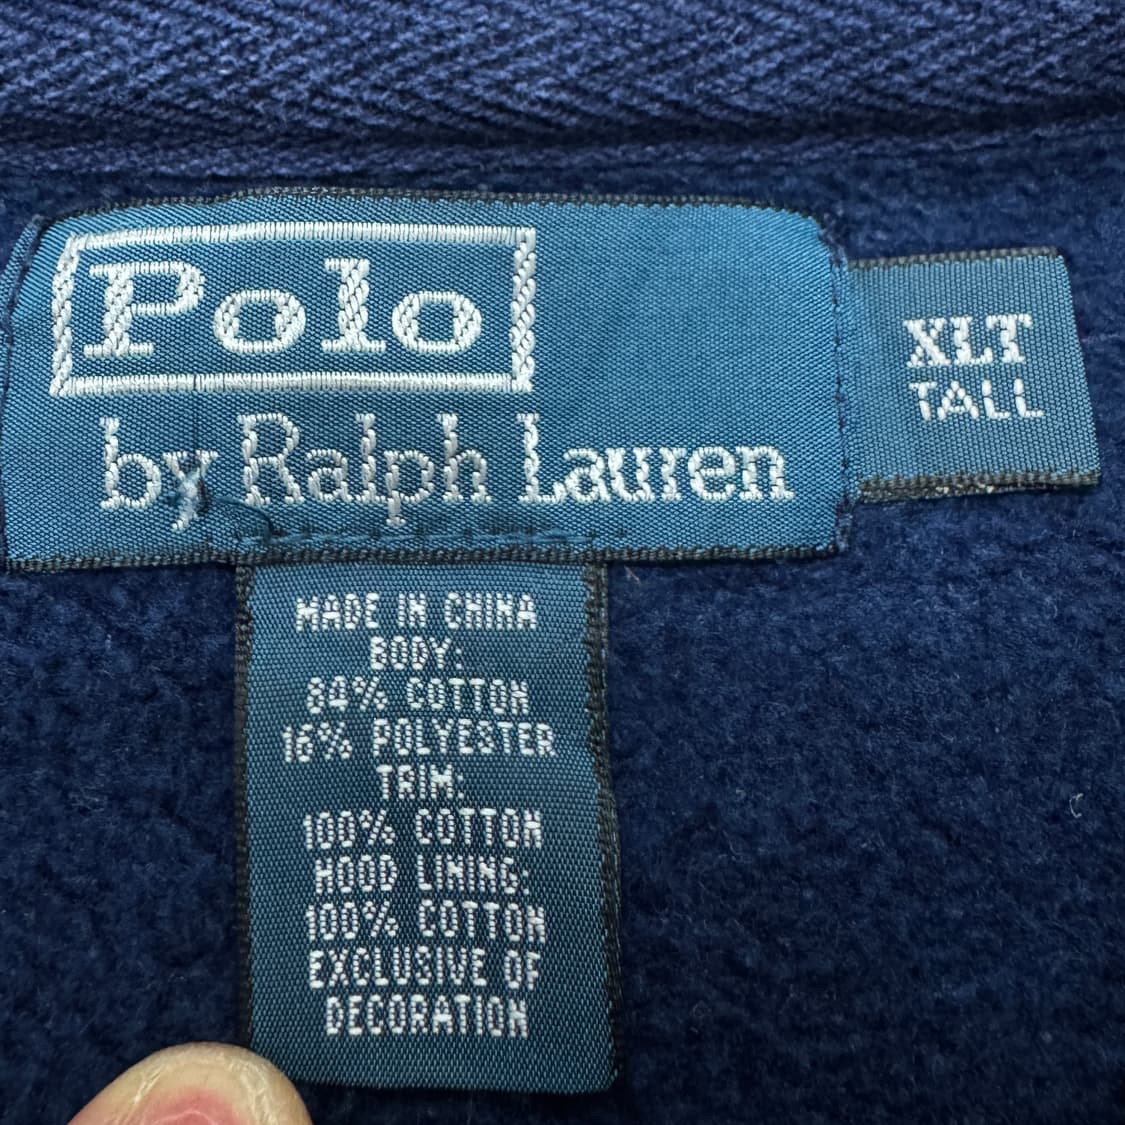 Polo
by Ralph Lauren
XLT
TALL
MADE IN CHINA
BODY:
84% COTTON
16% POLYESTER
TRIM:
100% COTTON
HOOD LINING:
100% COTTON
EXCLUSIVE OF
DECORATION